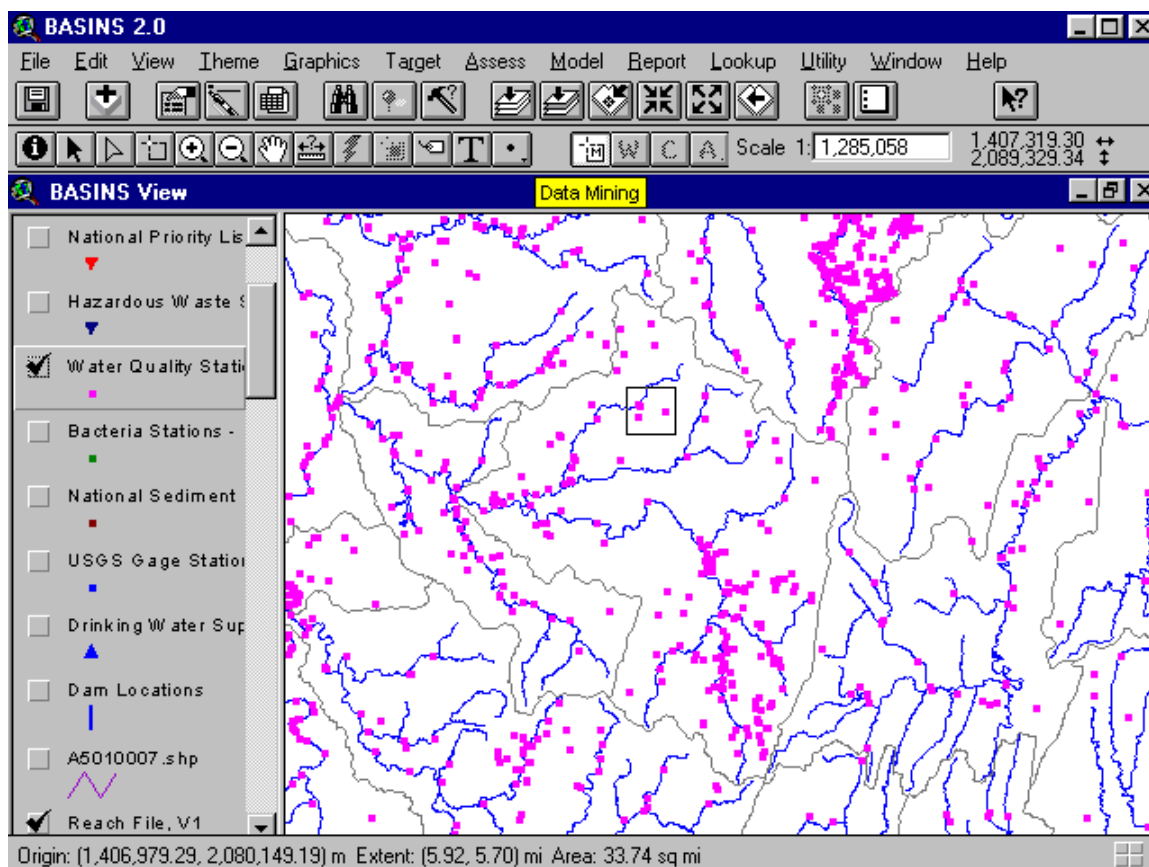 BASINS 2.0
File Edit View Theme Graphics Target Assess Model Report Lookup Utility Window Help
M W C A Scale 1: 1,285,058 1,407,319.30
2,089,329.34
BASINS View
Data Mining
National Priority Lis
Hazardous Waste S
Water Quality Stati
Bacteria Stations -
National Sediment
USGS Gage Station
Drinking Water Sup
Dam Locations
A5010007.shp
Reach File, V1
Origin: (1,406,979.29, 2,080,149.19) m Extent: (5.92, 5.70) mi Area: 33.74 sq mi